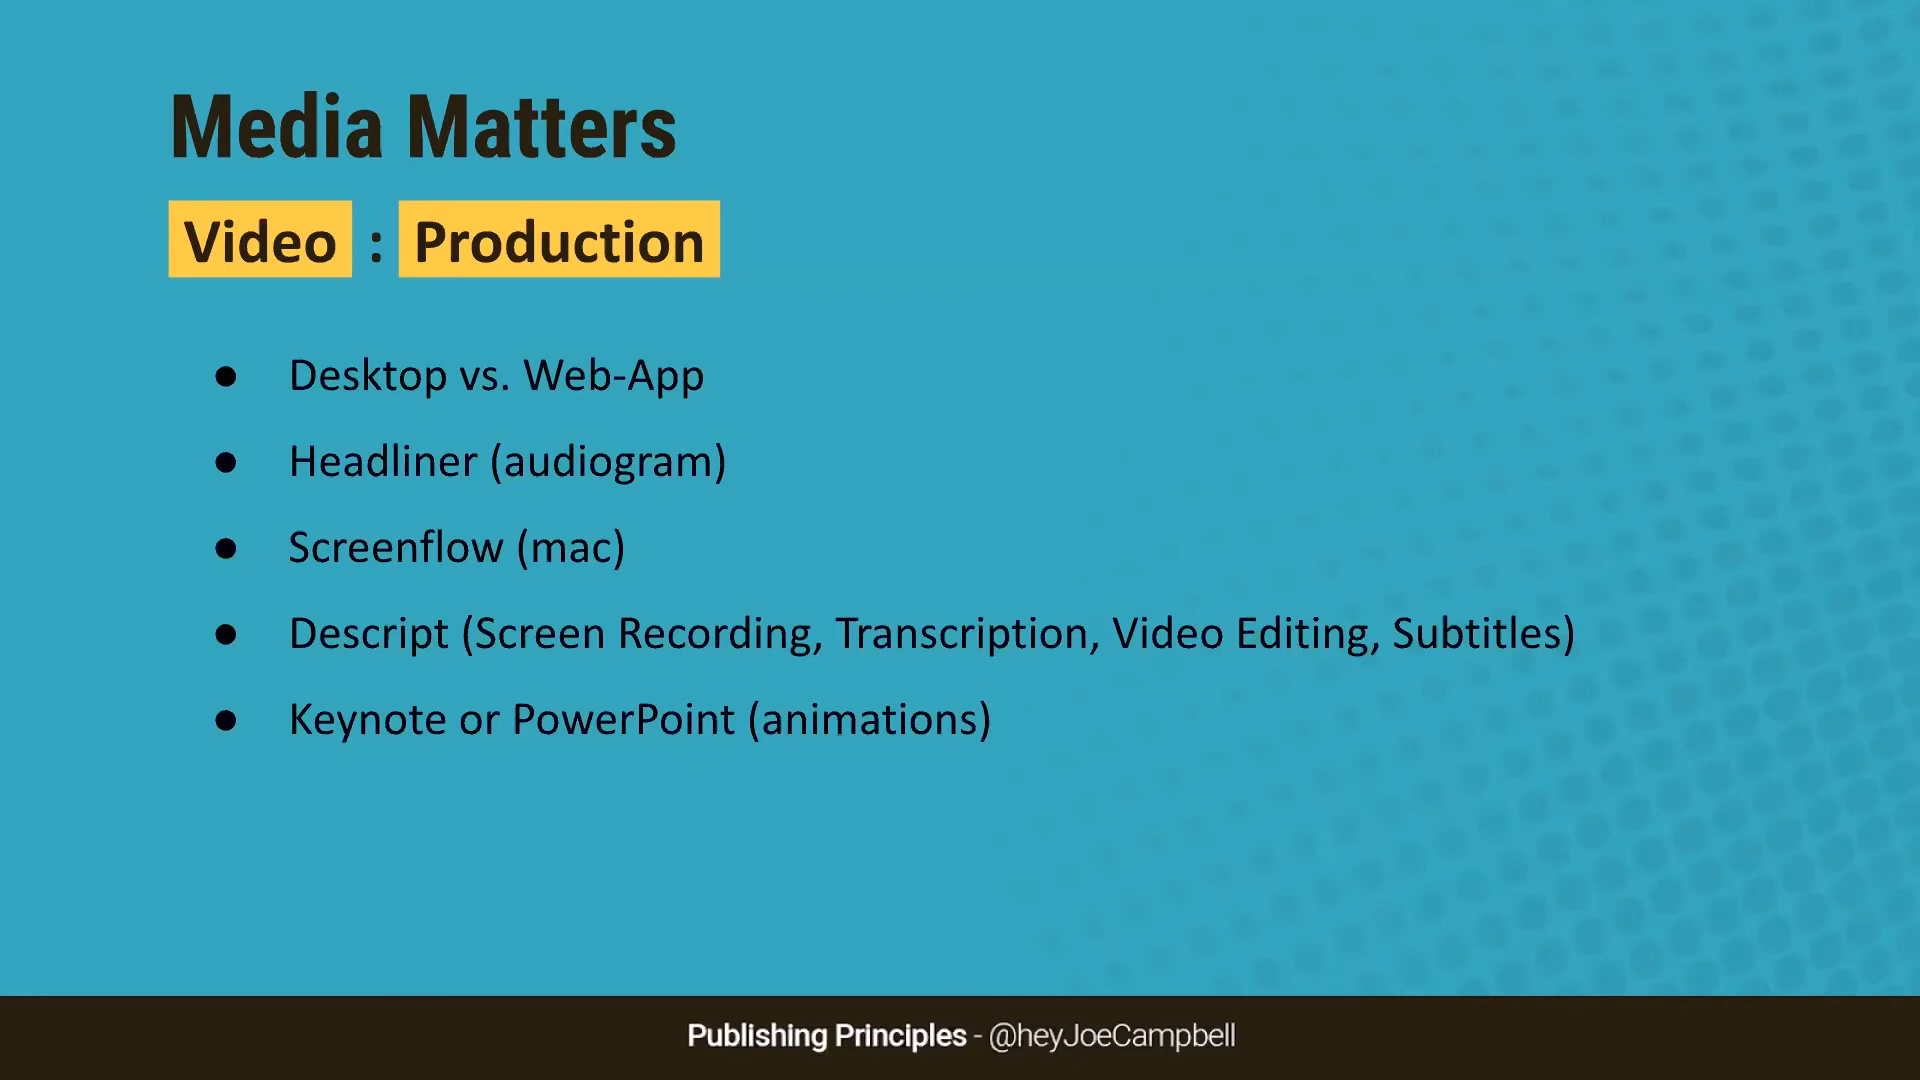 Media Matters
Video : Production
● Desktop vs. Web-App
● Headliner (audiogram)
● Screenflow (mac)
● Descript (Screen Recording, Transcription, Video Editing, Subtitles)
● Keynote or PowerPoint (animations)
Publishing Principles - @heyJoeCampbell